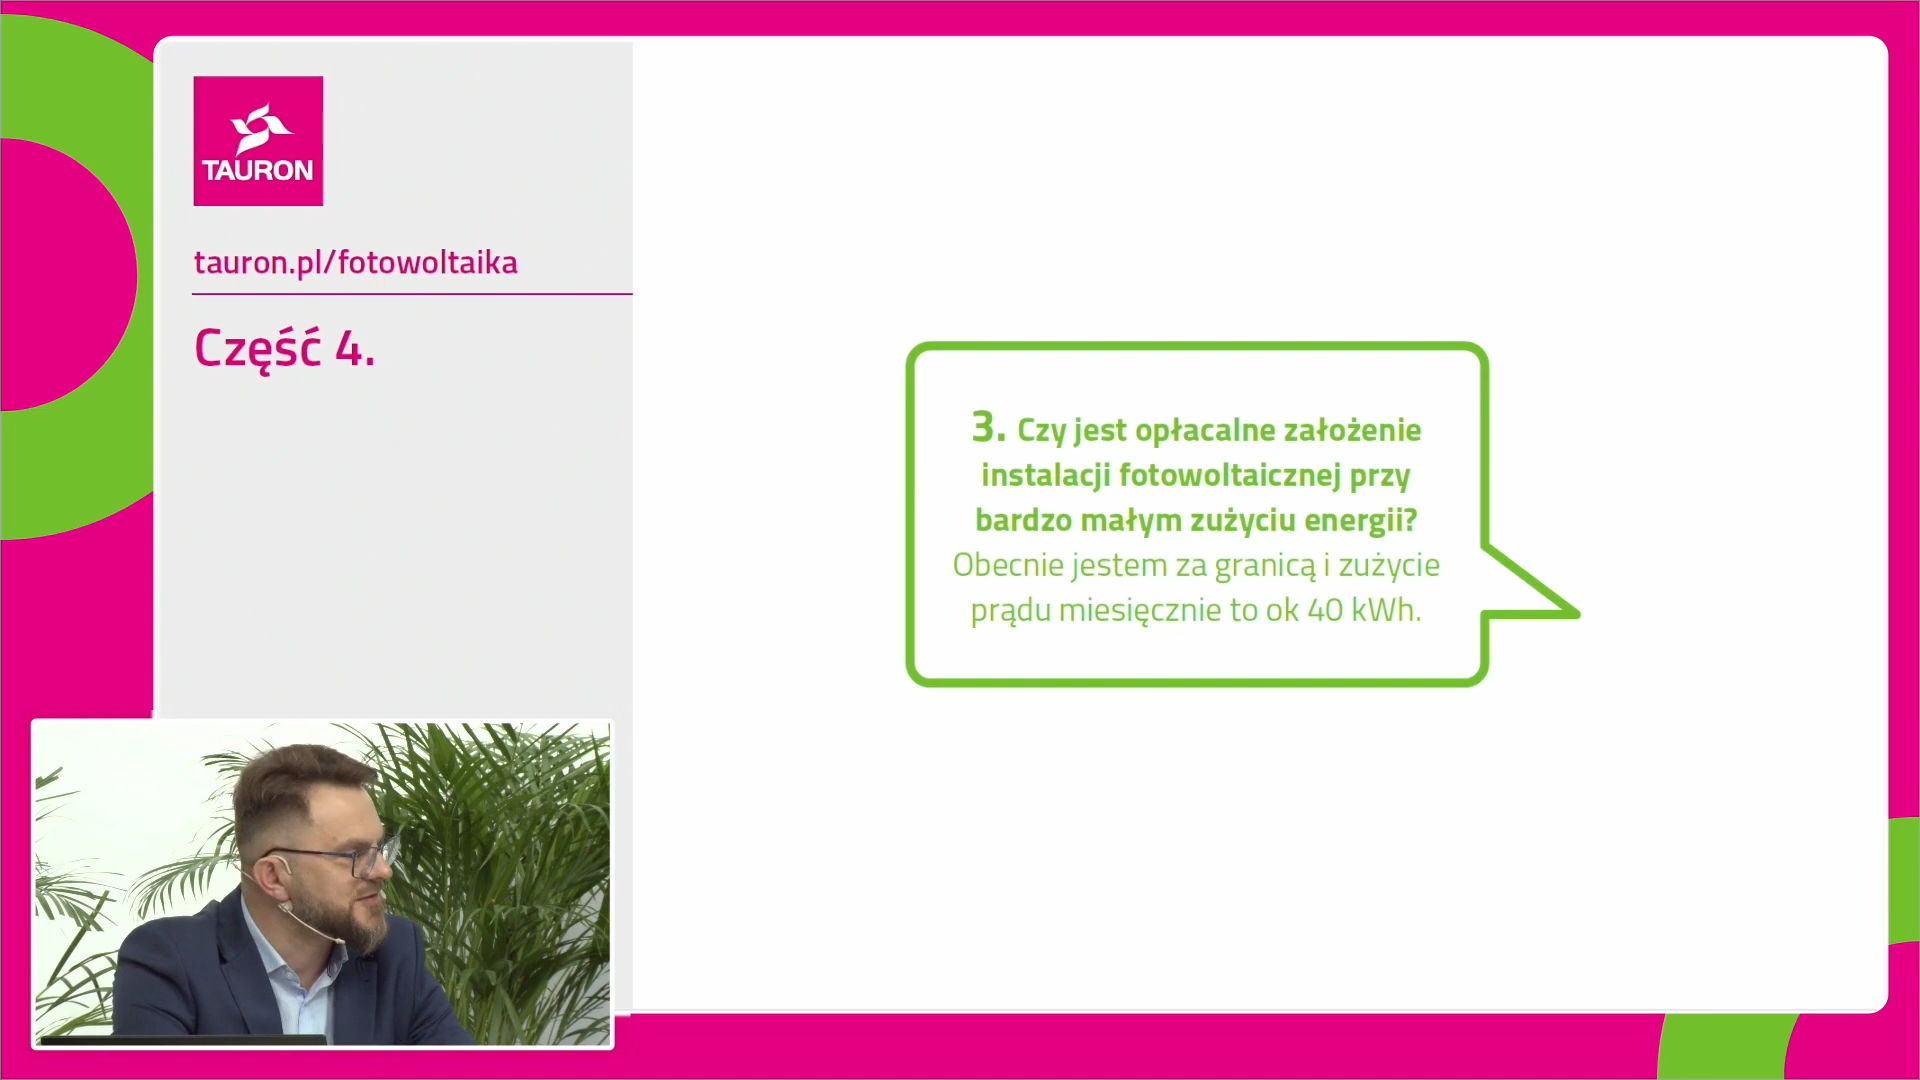 TAURON
tauron.pl/fotowoltaika
Część 4.
3. Czy jest opłacalne założenie
instalacji fotowoltaicznej przy
bardzo małym zużyciu energii?
Obecnie jestem za granicą i zużycie
prądu miesięcznie to ok 40 kWh.